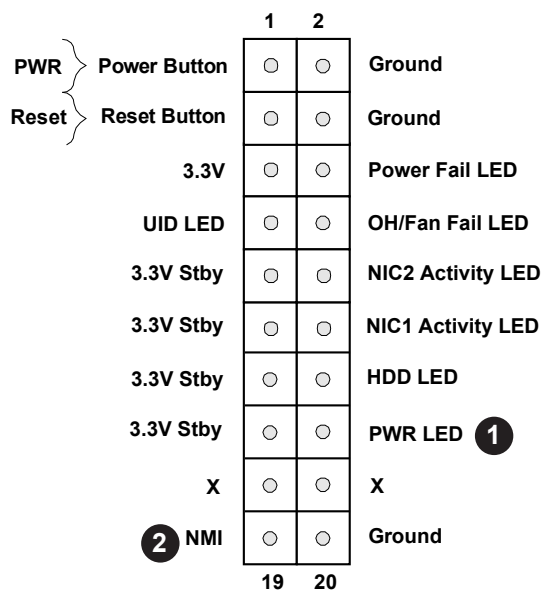 1 2
PWR Power Button Ground
Reset Reset Button Ground
3.3V Power Fail LED
UID LED OH/Fan Fail LED
3.3V Stby NIC2 Activity LED
3.3V Stby NIC1 Activity LED
3.3V Stby HDD LED
3.3V Stby PWR LED 1
X X
2 NMI Ground
19 20